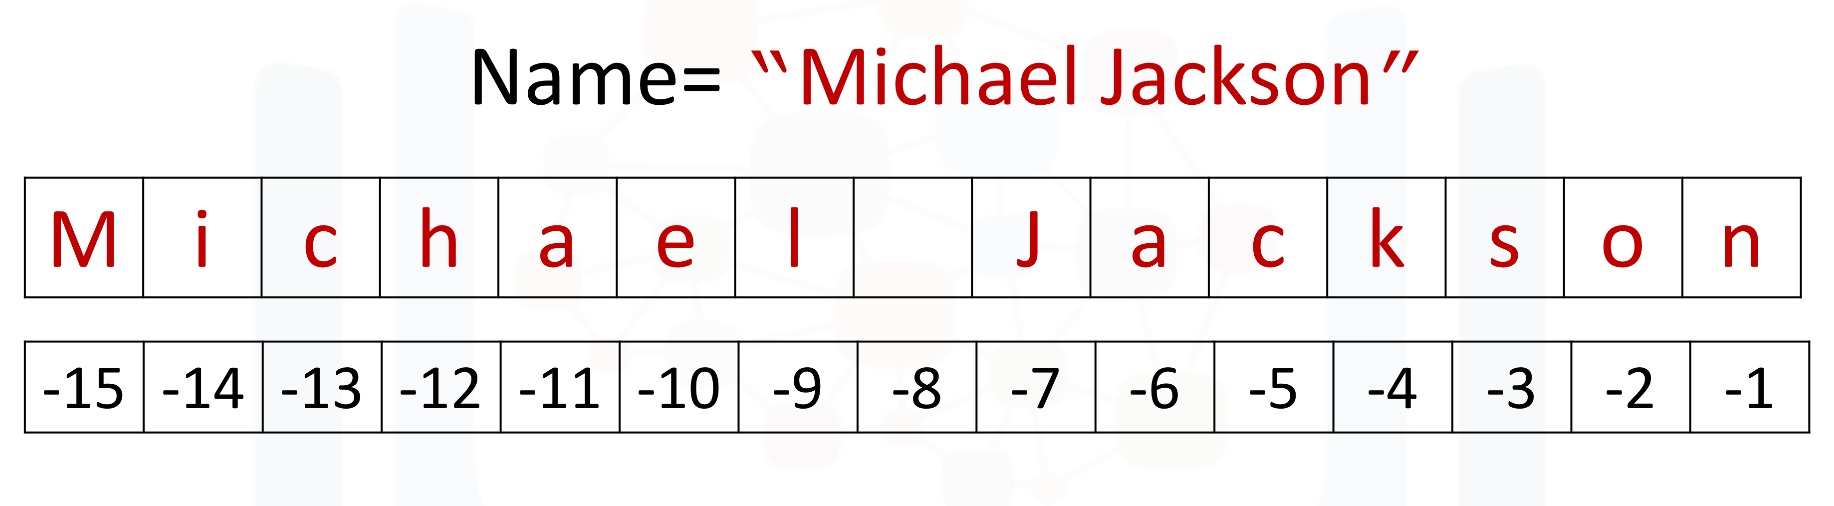 Name= “Michael Jackson”
M i c h a e l J a c k s o n
-15 -14 -13 -12 -11 -10 -9 -8 -7 -6 -5 -4 -3 -2 -1